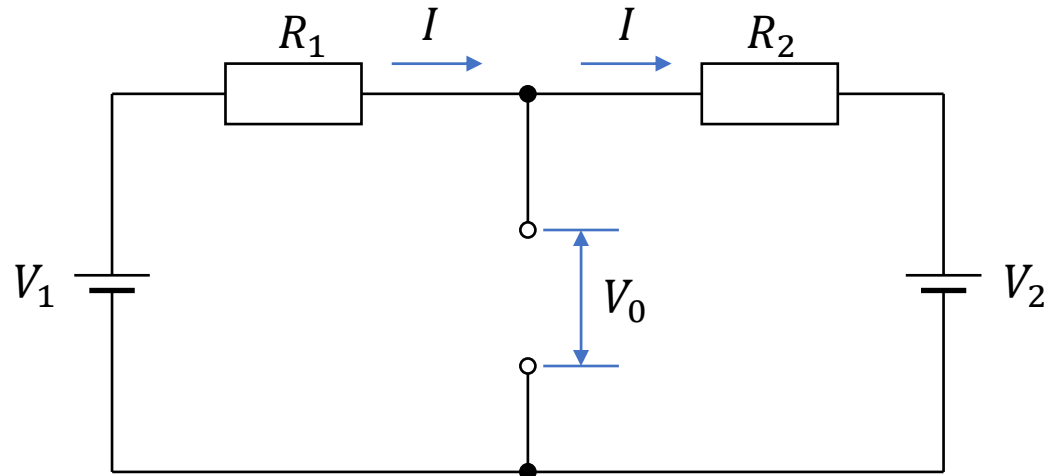 R₁ I I R₂
V₁ V₀ V₂